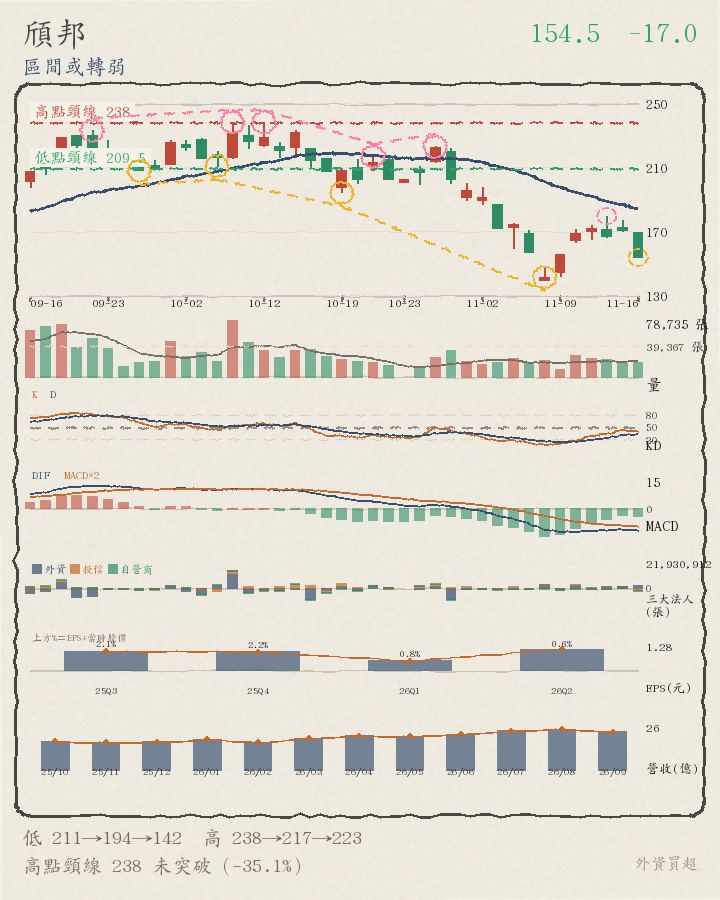 頎邦
154.5 -17.0
區間或轉弱
高點頸線 238
低點頸線 209.5
250
210
170
130
09-16 09-23 10-02 10-12 10-19 10-23 11-02 11-09 11-16
78,735 張
39,367 張
量
K D
80
50
20
KD
DIF MACD×2
15
0
MACD
外資 投信 自營商
21,930,912
0
三大法人
(張)
上方%=EPS÷當時股價
2.1% 2.2% 0.8% 0.6%
1.28
25Q3 25Q4 26Q1 26Q2
EPS(元)
26
25/10 25/11 25/12 26/01 26/02 26/03 26/04 26/05 26/06 26/07 26/08 26/09
營收(億)
低 211→194→142 高 238→217→223
高點頸線 238 未突破 (-35.1%)
外資買超